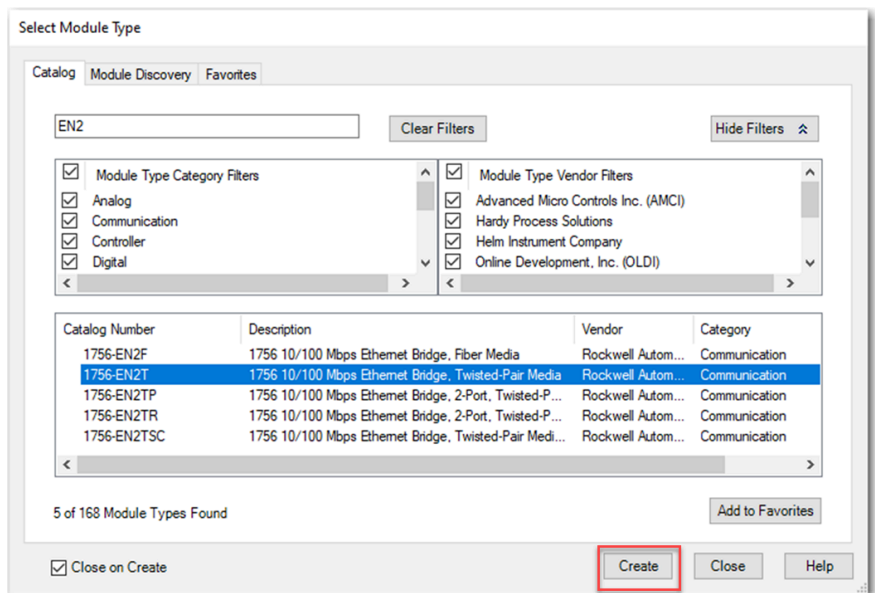 Select Module Type
Catalog Module Discovery Favorites
EN2 Clear Filters Hide Filters
Module Type Category Filters
Analog
Communication
Controller
Digital
Module Type Vendor Filters
Advanced Micro Controls Inc. (AMCI)
Hardy Process Solutions
Helm Instrument Company
Online Development, Inc. (OLDI)
Catalog Number Description Vendor Category
1756-EN2F 1756 10/100 Mbps Ethernet Bridge, Fiber Media Rockwell Autom... Communication
1756-EN2T 1756 10/100 Mbps Ethernet Bridge, Twisted-Pair Media Rockwell Autom... Communication
1756-EN2TP 1756 10/100 Mbps Ethernet Bridge, 2-Port, Twisted-P... Rockwell Autom... Communication
1756-EN2TR 1756 10/100 Mbps Ethernet Bridge, 2-Port, Twisted-P... Rockwell Autom... Communication
1756-EN2TSC 1756 10/100 Mbps Ethernet Bridge, Twisted-Pair Medi... Rockwell Autom... Communication
5 of 168 Module Types Found Add to Favorites
Close on Create Create Close Help